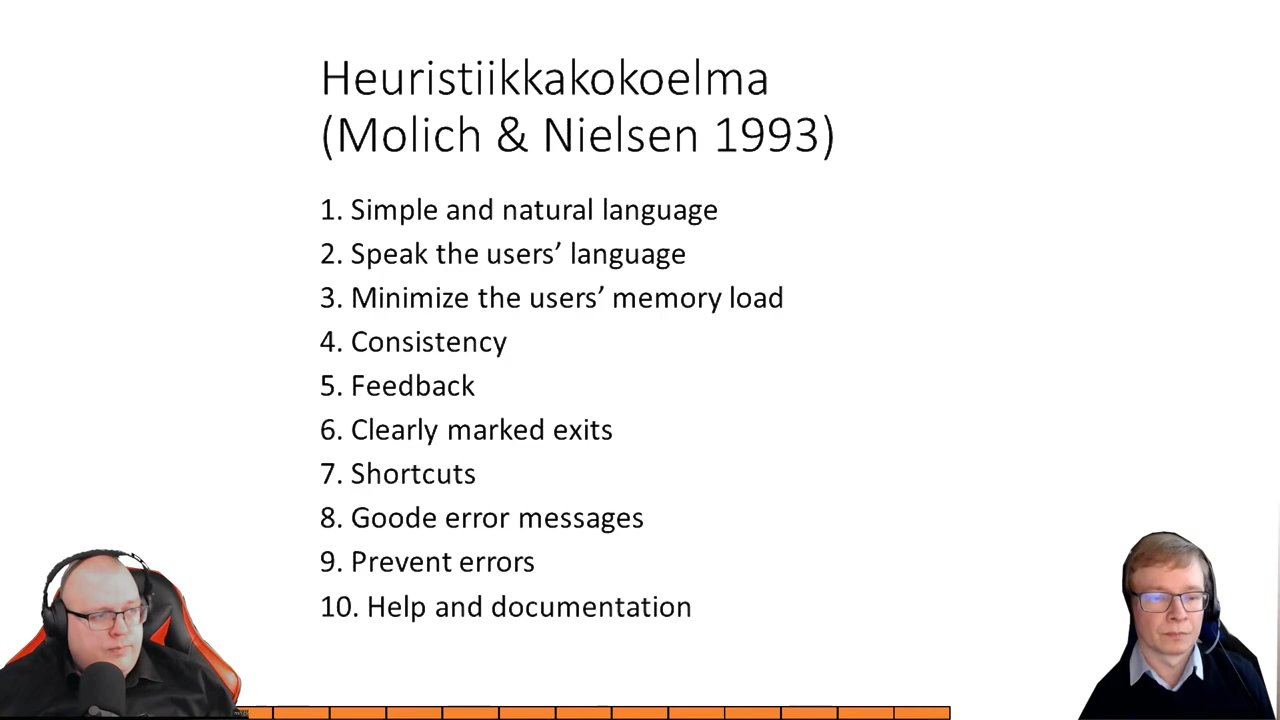 Heuristiikkakokoelma
(Molich & Nielsen 1993)
1. Simple and natural language
2. Speak the users’ language
3. Minimize the users’ memory load
4. Consistency
5. Feedback
6. Clearly marked exits
7. Shortcuts
8. Goode error messages
9. Prevent errors
10. Help and documentation